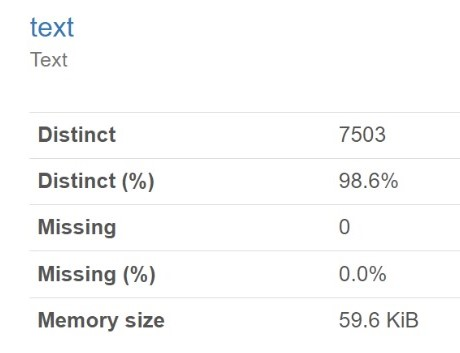 text
Text
Distinct 7503
Distinct (%) 98.6%
Missing 0
Missing (%) 0.0%
Memory size 59.6 KiB